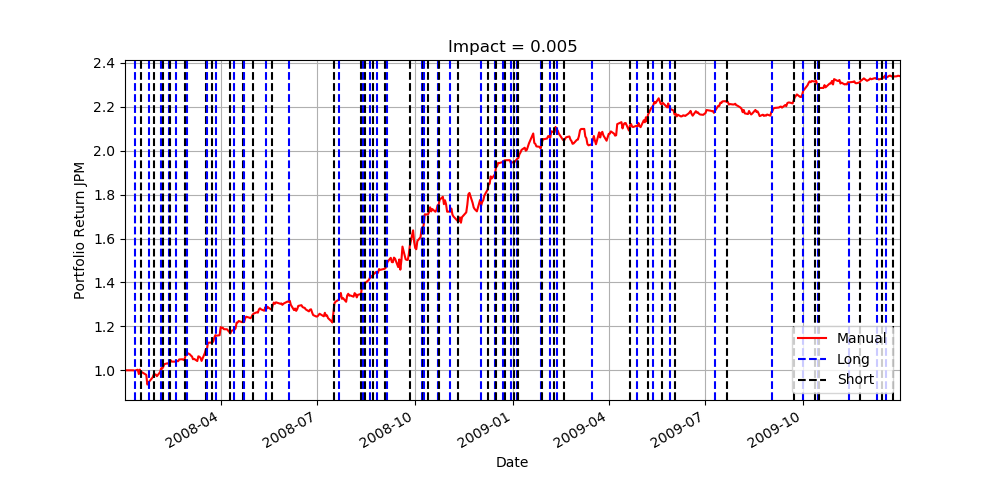 Impact = 0.005
Portfolio Return JPM
2.4
2.2
2.0
1.8
1.6
1.4
1.2
1.0
Manual
Long
Short
2008-04
2008-07
2008-10
2009-01
2009-04
2009-07
2009-10
Date